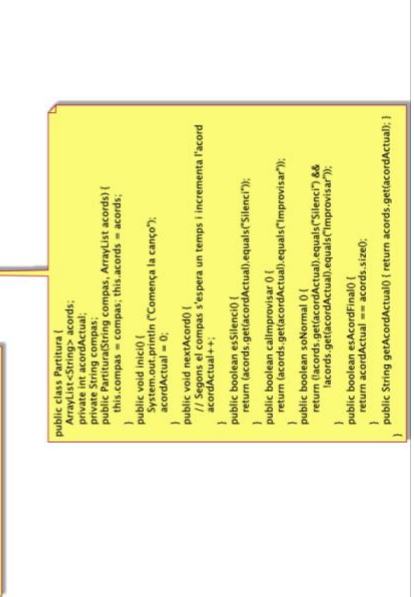 public class Partitura {
ArrayList<String> acords;
private int acordActual;
private String compas;
public Partitura(String compas, ArrayList acords) {
this.compas = compas; this.acords = acords;
}
public void inici() {
System.out.println ("Comença la canço");
acordActual = 0;
}
public void nextAcord() {
// Segons el compas s'espera un temps i incrementa l'acord
acordActual++;
}
public boolean esSilenci() {
return (acords.get(acordActual).equals("Silenci"));
}
public boolean calImprovisar () {
return (acords.get(acordActual).equals("Improvisar"));
}
public boolean soNormal () {
return (!acords.get(acordActual).equals("Silenci") &&
!acords.get(acordActual).equals("Improvisar"));
}
public boolean esAcordFinal() {
return acordActual == acords.size();
}
public String getAcordActual() { return acords.get(acordActual); }
}